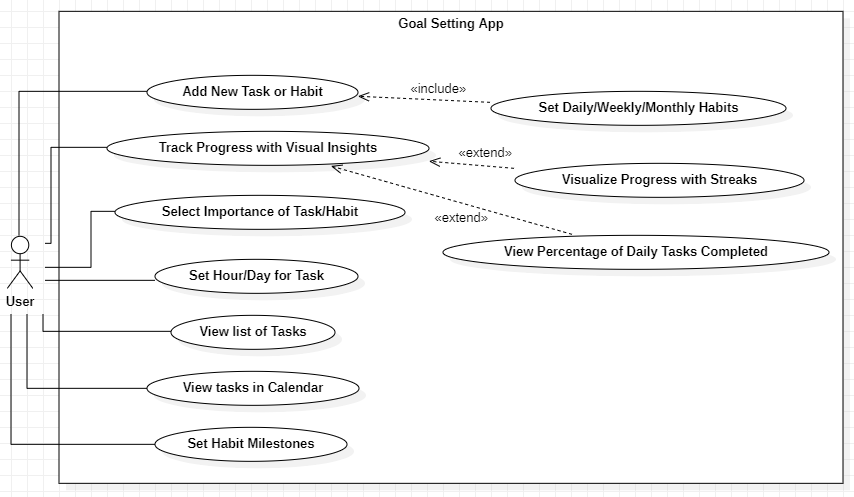 Goal Setting App
Add New Task or Habit
«include»
Set Daily/Weekly/Monthly Habits
Track Progress with Visual Insights
«extend»
Visualize Progress with Streaks
Select Importance of Task/Habit
«extend»
View Percentage of Daily Tasks Completed
Set Hour/Day for Task
User
View list of Tasks
View tasks in Calendar
Set Habit Milestones